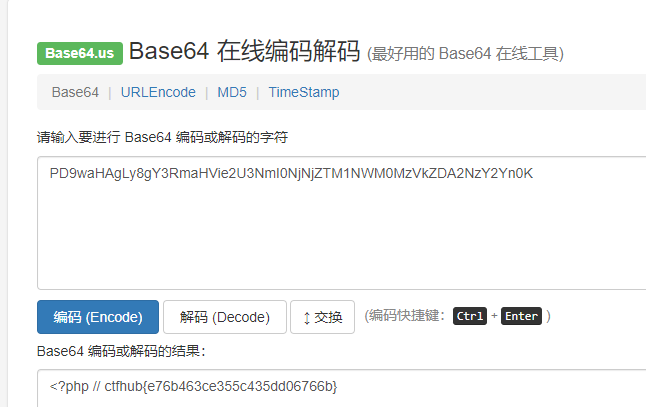 Base64.us Base64 在线编码解码 (最好用的 Base64 在线工具)
Base64 | URLEncode | MD5 | TimeStamp
请输入要进行 Base64 编码或解码的字符
PD9waHAgLy8gY3RmaHVie2U3NmI0NjNjZTM1NWM0MzVkZDA2NzY2Yn0K
编码 (Encode) 解码 (Decode) ↕ 交换 (编码快捷键： Ctrl + Enter )
Base64 编码或解码的结果：
<?php // ctfhub{e76b463ce355c435dd06766b}